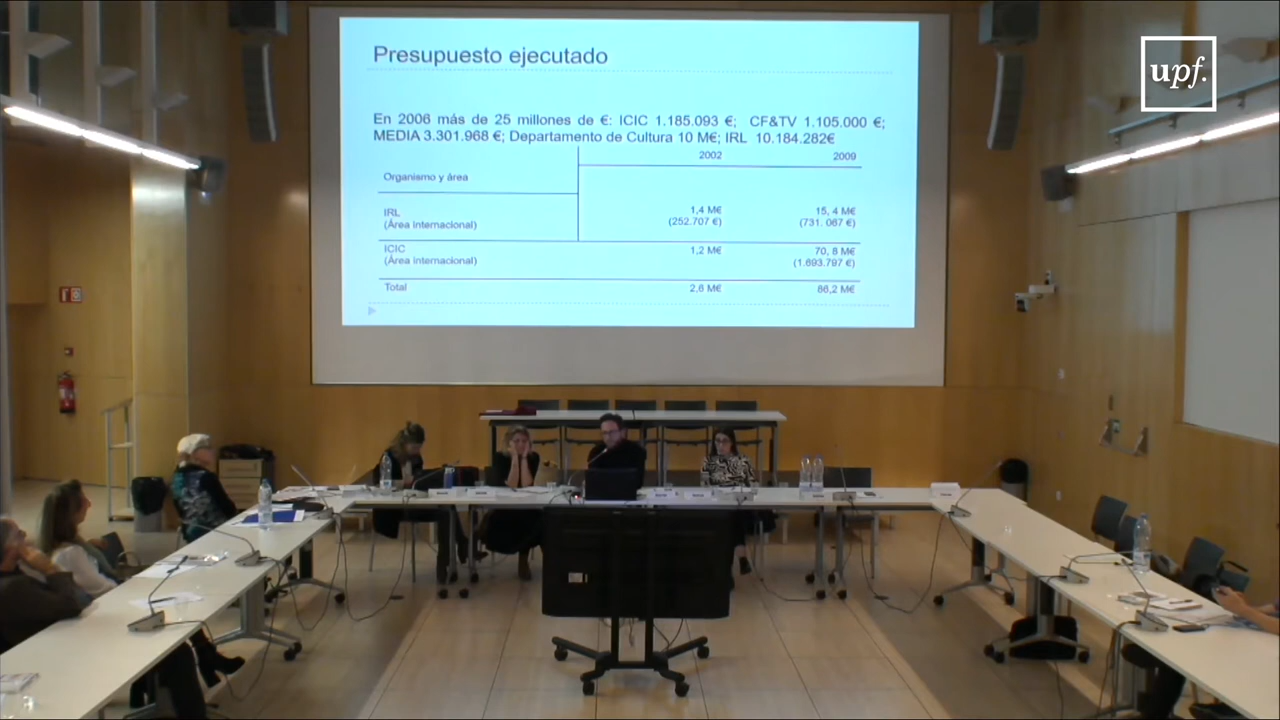 Presupuesto ejecutado
upf.
En 2006 más de 25 millones de €: ICIC 1.185.093 €; CF&TV 1.105.000 €;
MEDIA 3.301.968 €; Departamento de Cultura 10 M€; IRL 10.184.282€
2002 2009
Organismo y área
IRL 1,4 M€ 15, 4 M€
(Área internacional) (252.707 €) (731. 067 €)
ICIC 1,2 M€ 70, 8 M€
(Área internacional) (1.693.797 €)
Total 2,6 M€ 86,2 M€